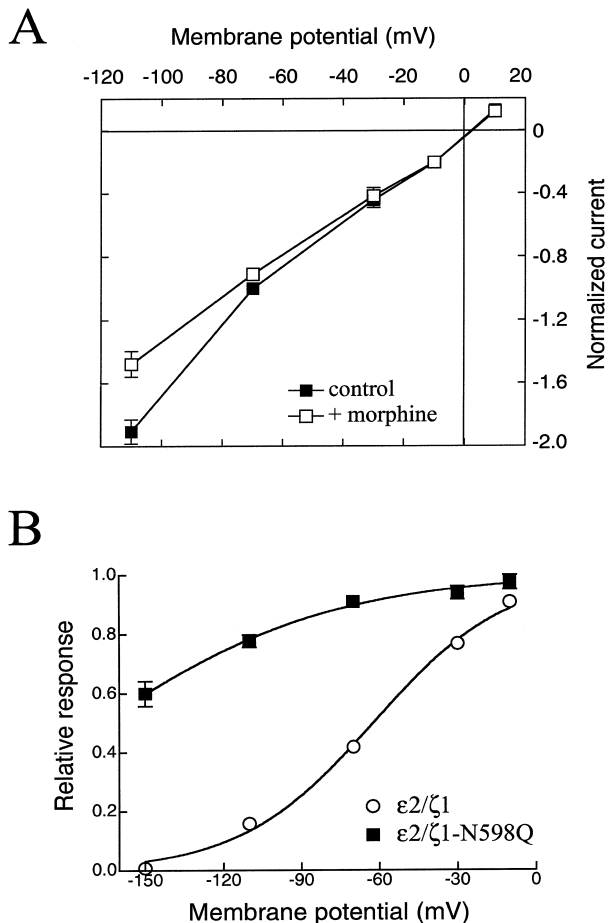 A
Membrane potential (mV)
-120 -100 -80 -60 -40 -20 0 20
0
-0.4
-0.8
-1.2
-1.6
-2.0
Normalized current
control
+ morphine
B
1.0
0.8
0.6
0.4
0.2
0.0
Relative response
ε2/ζ1
ε2/ζ1-N598Q
-150 -120 -90 -60 -30 0
Membrane potential (mV)